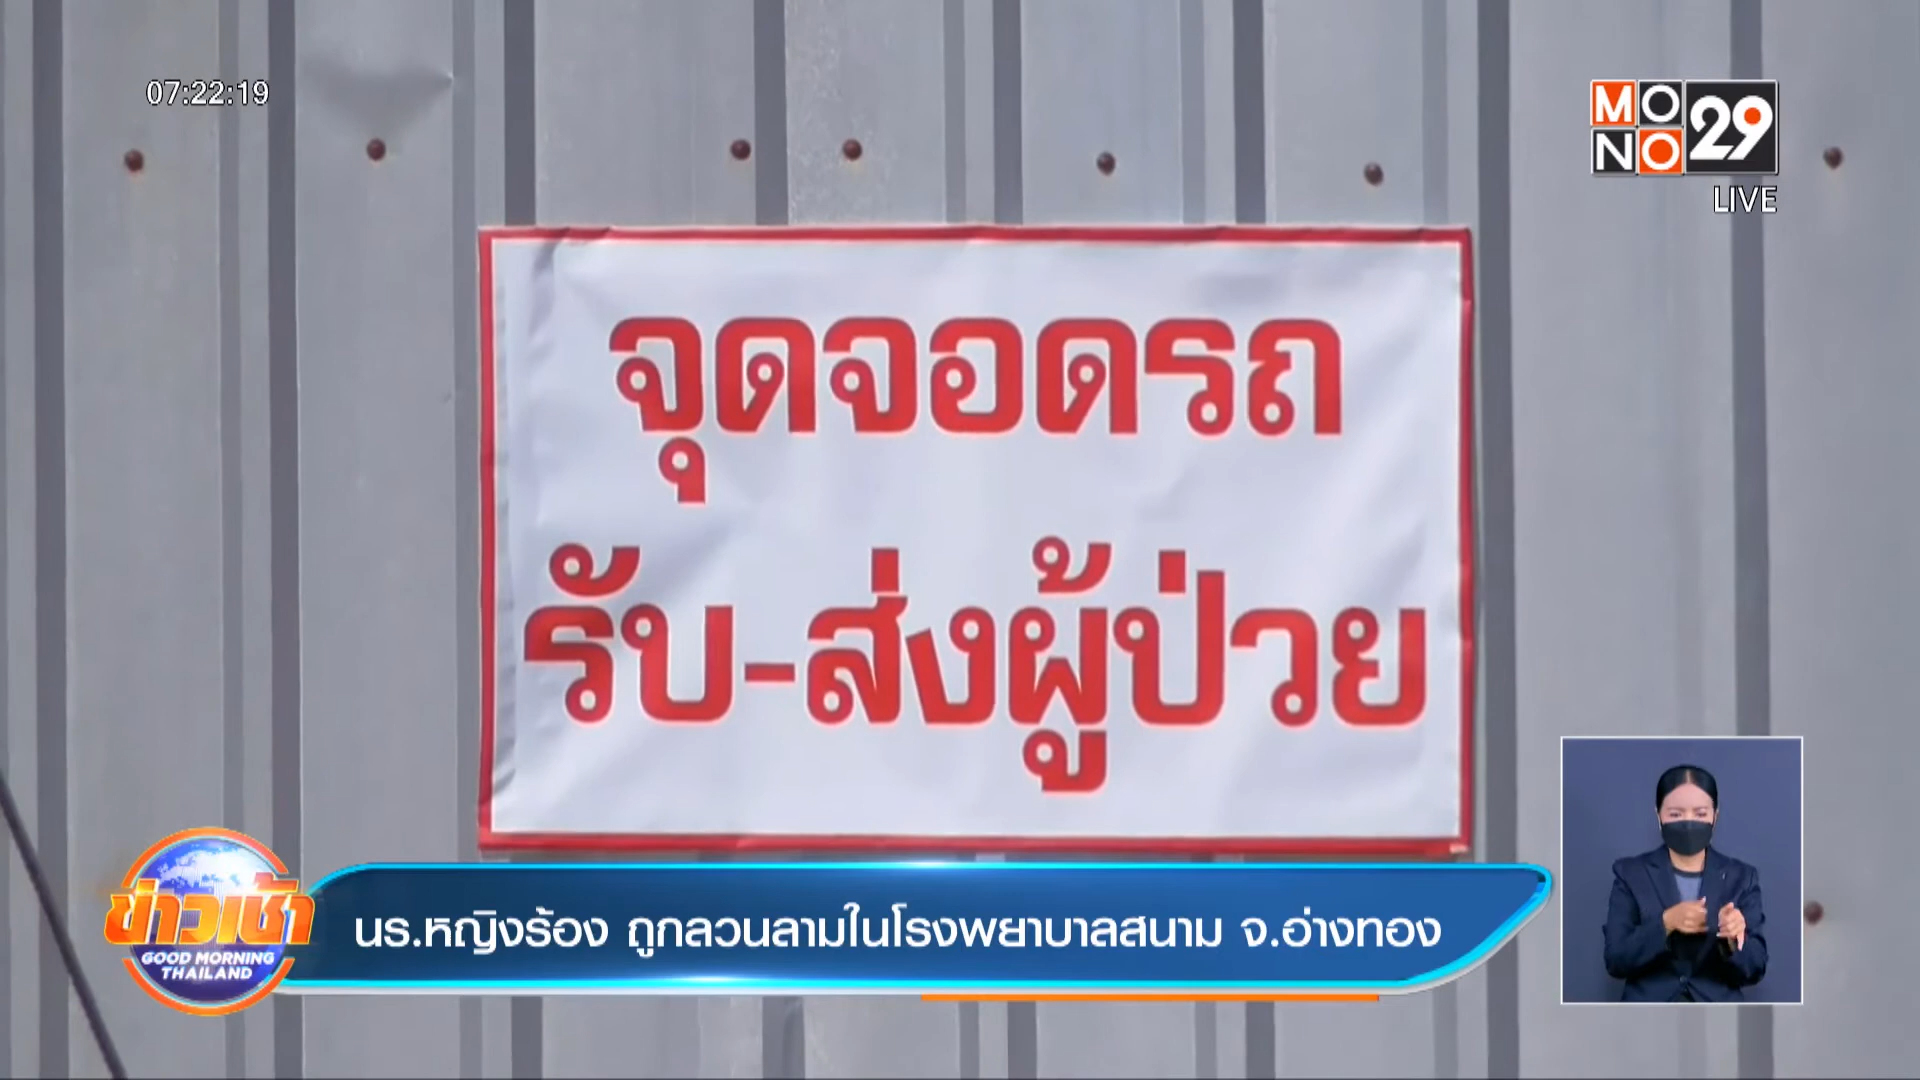 07:22:19
MONO 29
LIVE
จุดจอดรถ
รับ-ส่งผู้ป่วย
ข่าวเช้า
GOOD MORNING
THAILAND
นร.หญิงร้อง ถูกลวนลามในโรงพยาบาลสนาม จ.อ่างทอง